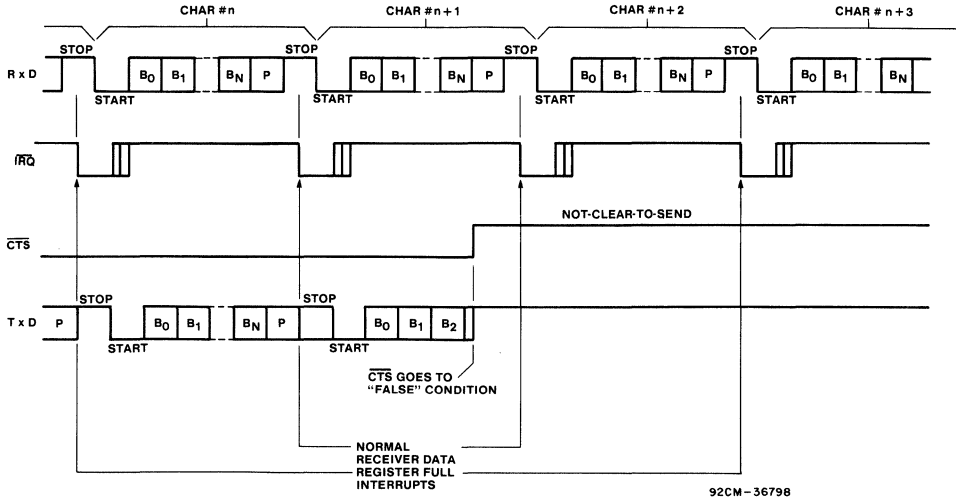 CHAR #n CHAR #n+1 CHAR #n+2 CHAR #n+3
STOP STOP STOP STOP
RxD B0 B1 BN P B0 B1 BN P B0 B1 BN P B0 B1 BN
START START START START
IRQ
NOT-CLEAR-TO-SEND
CTS
STOP STOP
TxD P B0 B1 BN P B0 B1 B2
START START
CTS GOES TO
"FALSE" CONDITION
NORMAL
RECEIVER DATA
REGISTER FULL
INTERRUPTS
92CM-36798